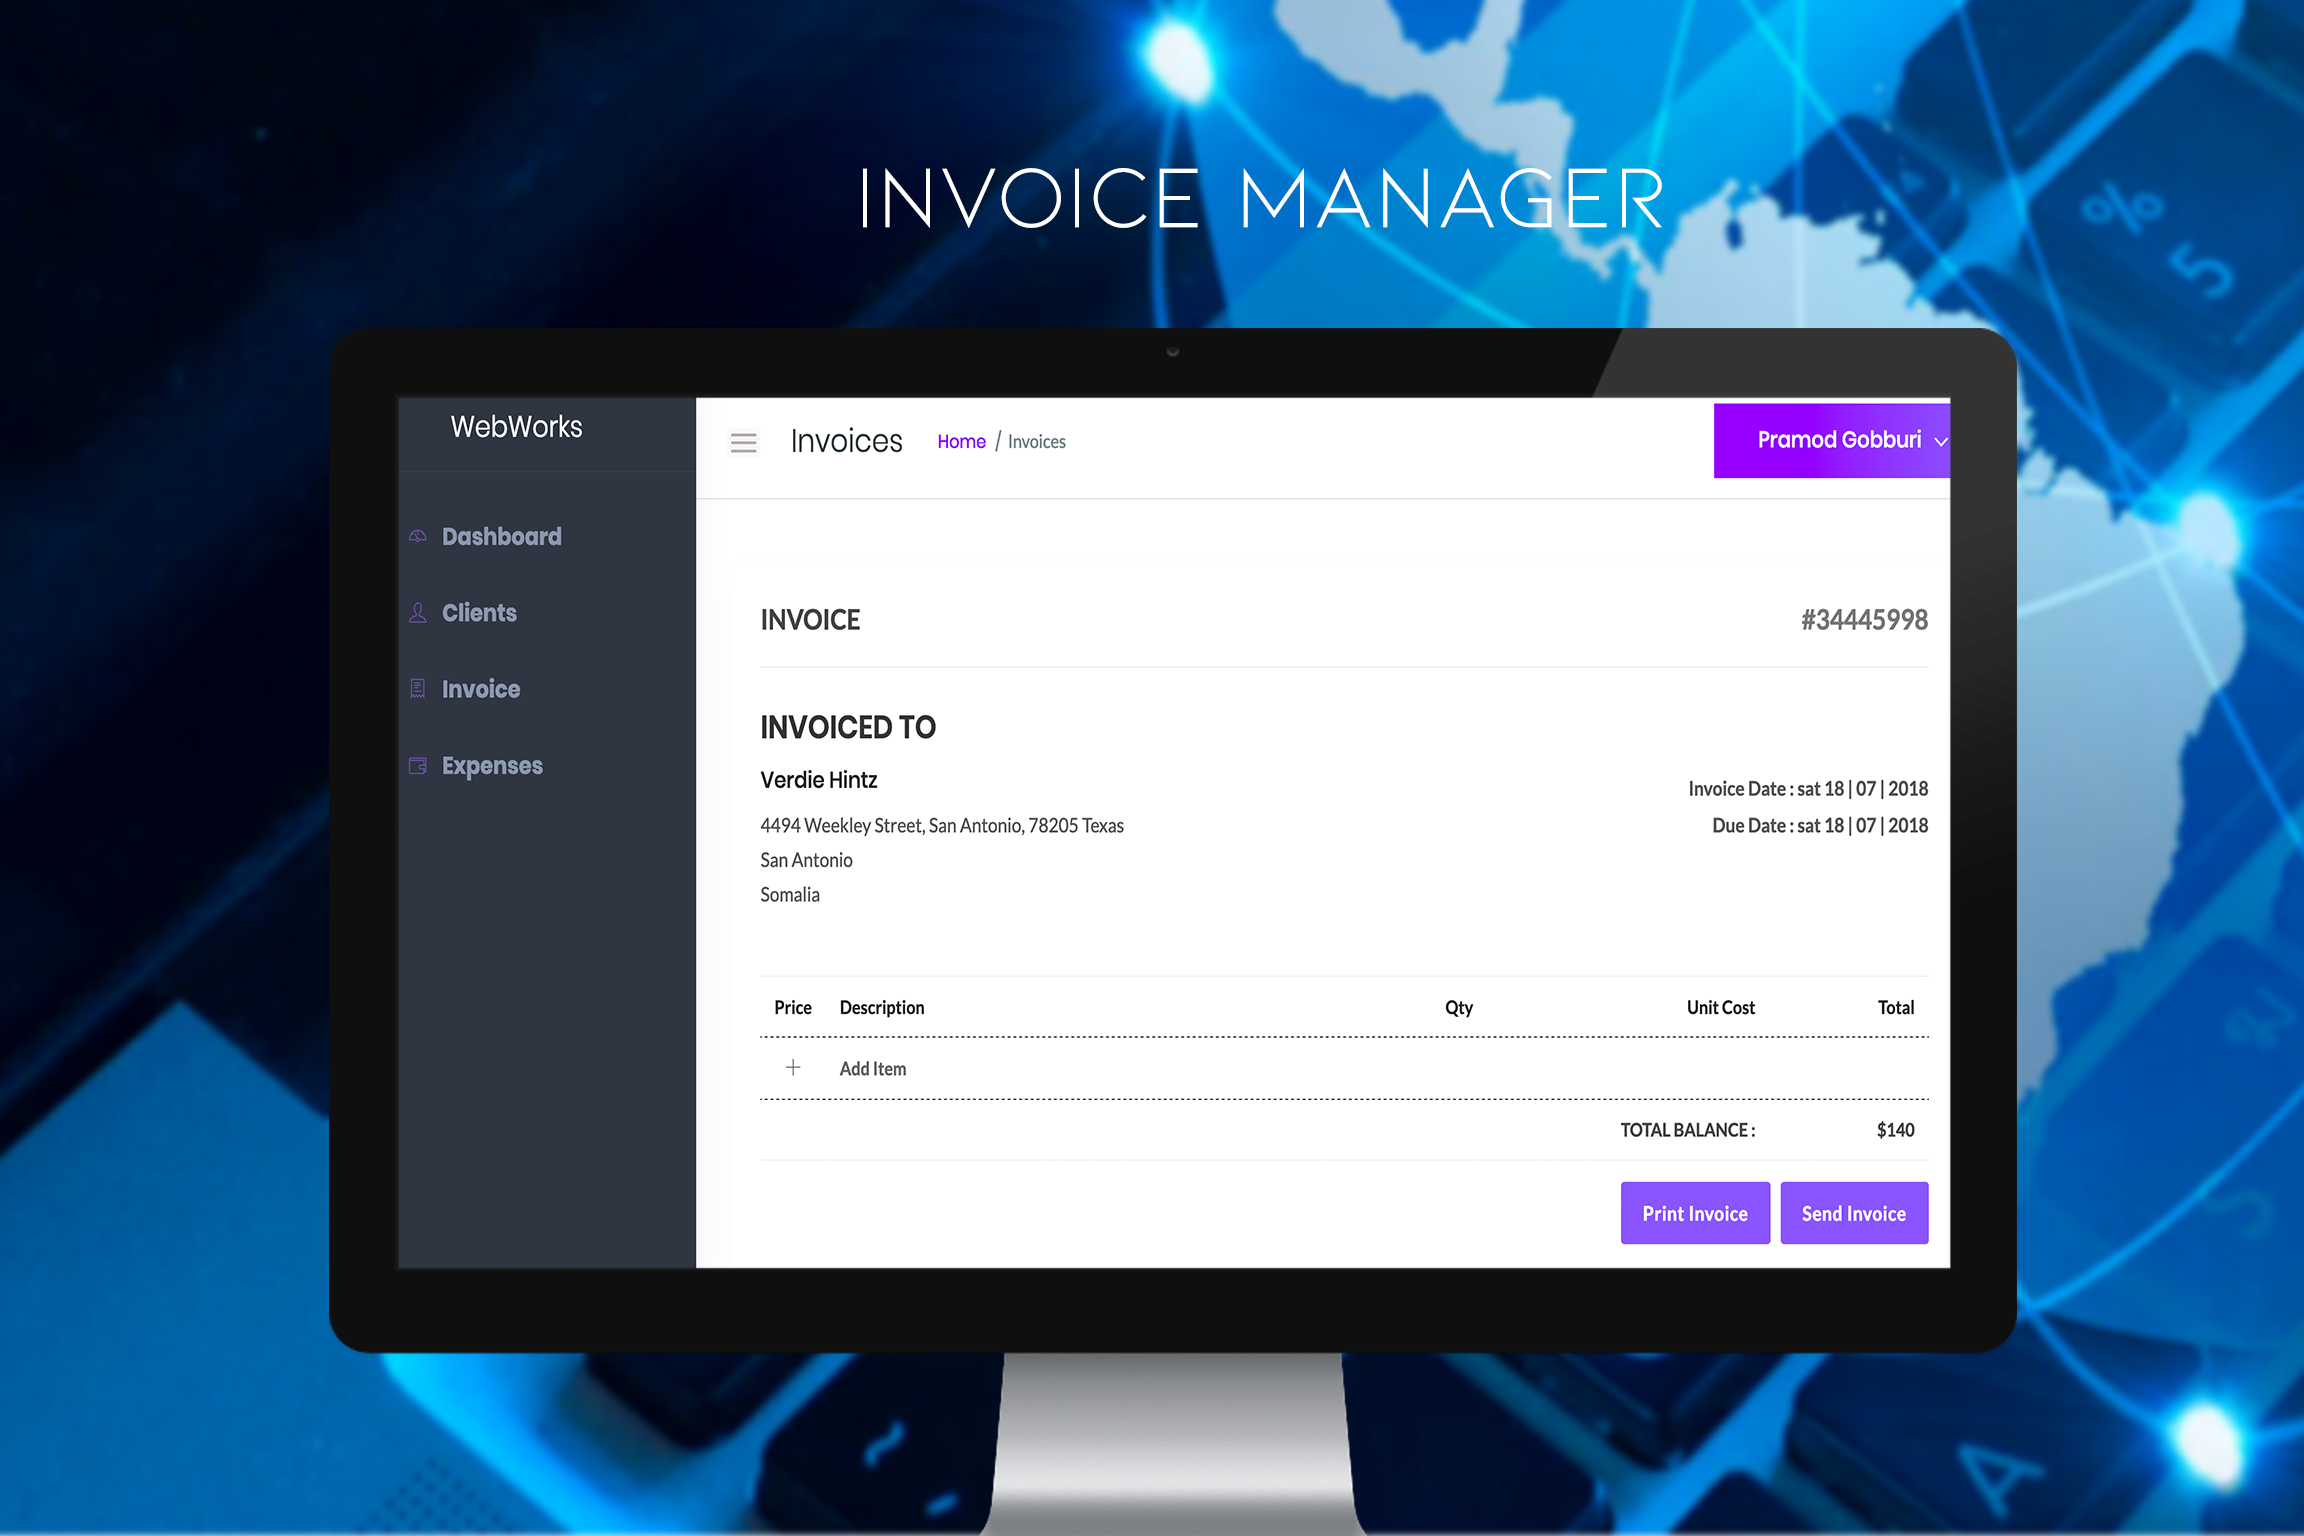 INVOICE MANAGER
WebWorks
Invoices Home / Invoices
Pramod Gobburi
Dashboard
Clients
Invoice
Expenses
INVOICE #34445998
INVOICED TO
Verdie Hintz
4494 Weekley Street, San Antonio, 78205 Texas
San Antonio
Somalia
Invoice Date : sat 18 | 07 | 2018
Due Date : sat 18 | 07 | 2018
Price Description Qty Unit Cost Total
+ Add Item
TOTAL BALANCE : $140
Print Invoice Send Invoice
%
5
A